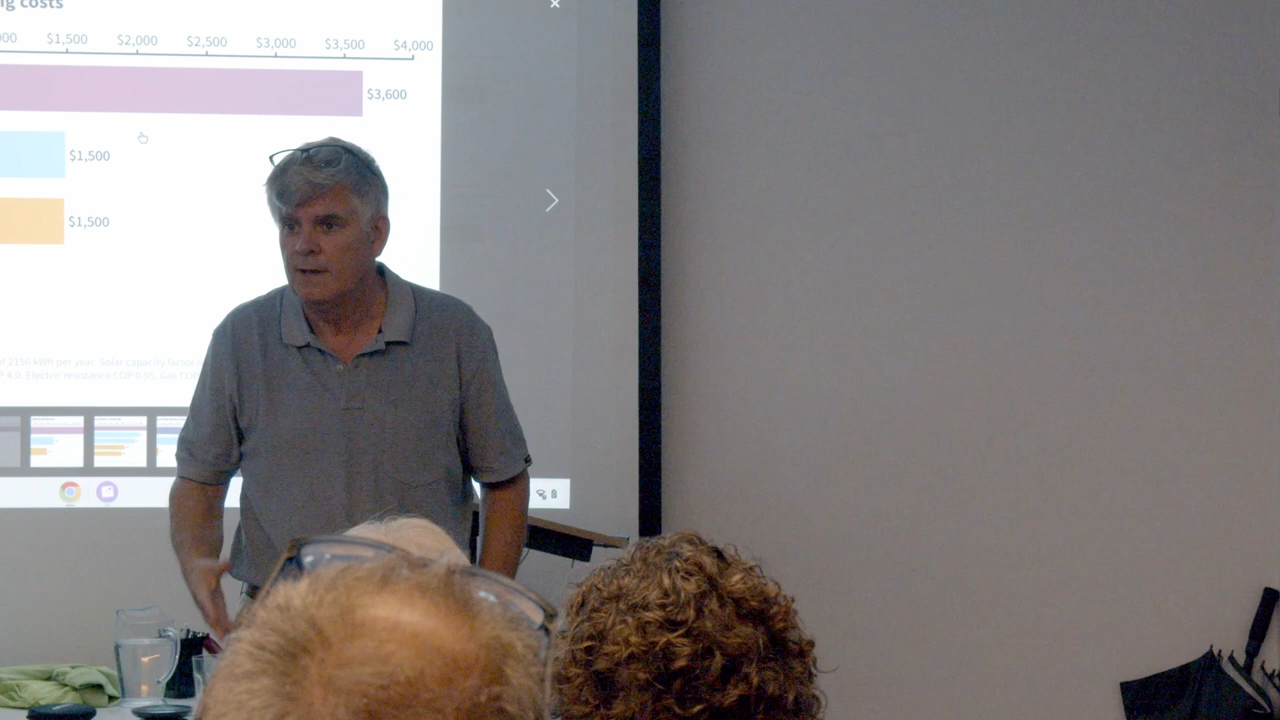 g costs
00 $1,500 $2,000 $2,500 $3,000 $3,500 $4,000
$3,600
$1,500
$1,500
of 2156 kWh per year. Solar capacity factor
P 4.0. Electric resistance COP 0.95. Gas COP